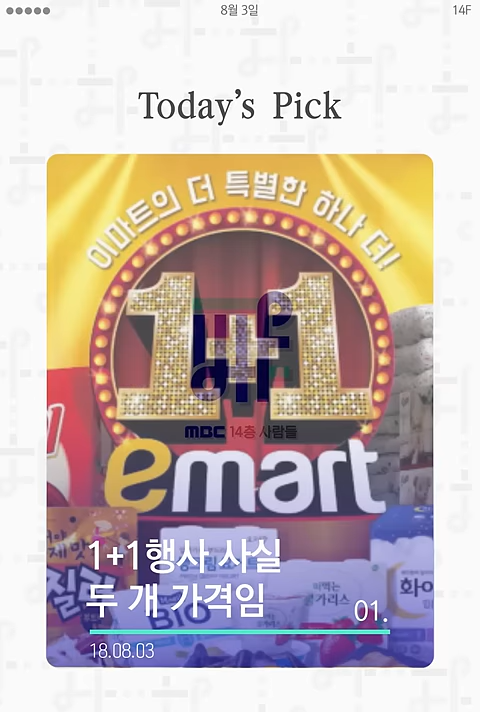 8월 3일
14F
Today's Pick
이마트의 더 특별한 하나 더!
1+1
MBC 14층 사람들
emart
1+1행사 사실
두 개 가격임
01.
18.08.03